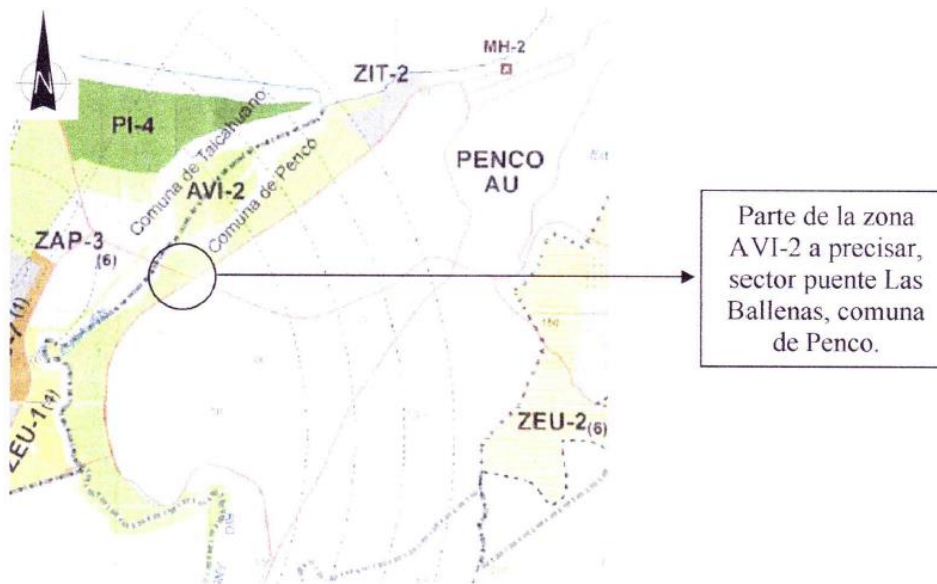 N
MH-2
ZIT-2
PI-4
Comuna de Talcahuano
PENCO
AU
AVI-2
Comuna de Penco
ZAP-3
(6)
Parte de la zona
AVI-2 a precisar,
sector puente Las
Ballenas, comuna
de Penco.
150
ZEU-1(4)
ZEU-2(6)